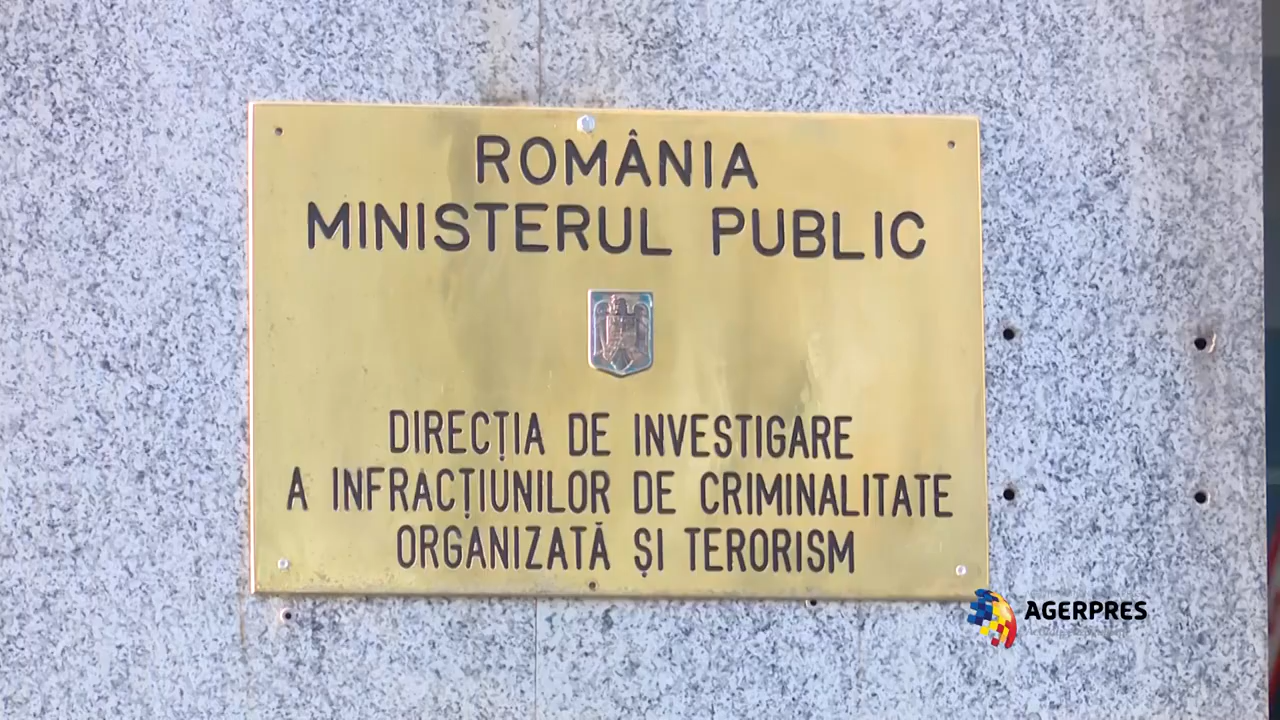 ROMÂNIA
MINISTERUL PUBLIC
DIRECȚIA DE INVESTIGARE
A INFRACȚIUNILOR DE CRIMINALITATE
ORGANIZATĂ ȘI TERORISM
AGERPRES